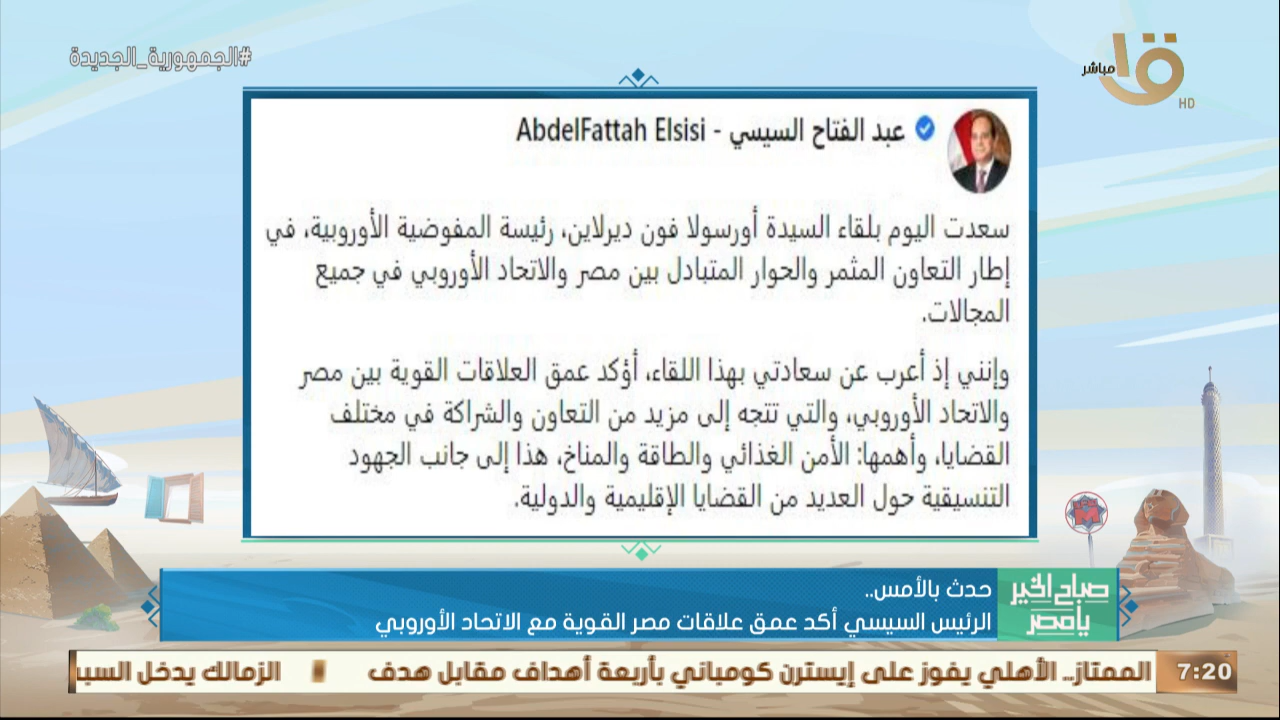 #الجمهورية_الجديدة
مباشر
HD
عبد الفتاح السيسي - AbdelFattah Elsisi
سعدت اليوم بلقاء السيدة أورسولا فون ديرلاين، رئيسة المفوضية الأوروبية، في
إطار التعاون المثمر والحوار المتبادل بين مصر والاتحاد الأوروبي في جميع
المجالات.
وإنني إذ أعرب عن سعادتي بهذا اللقاء، أؤكد عمق العلاقات القوية بين مصر
والاتحاد الأوروبي، والتي تتجه إلى مزيد من التعاون والشراكة في مختلف
القضايا، وأهمها: الأمن الغذائي والطاقة والمناخ، هذا إلى جانب الجهود
التنسيقية حول العديد من القضايا الإقليمية والدولية.
M
صباح الخير
يا مصر
حدث بالأمس..
الرئيس السيسي أكد عمق علاقات مصر القوية مع الاتحاد الأوروبي
7:20
الممتاز.. الأهلي يفوز على إيسترن كومباني بأربعة أهداف مقابل هدف
الزمالك يدخل